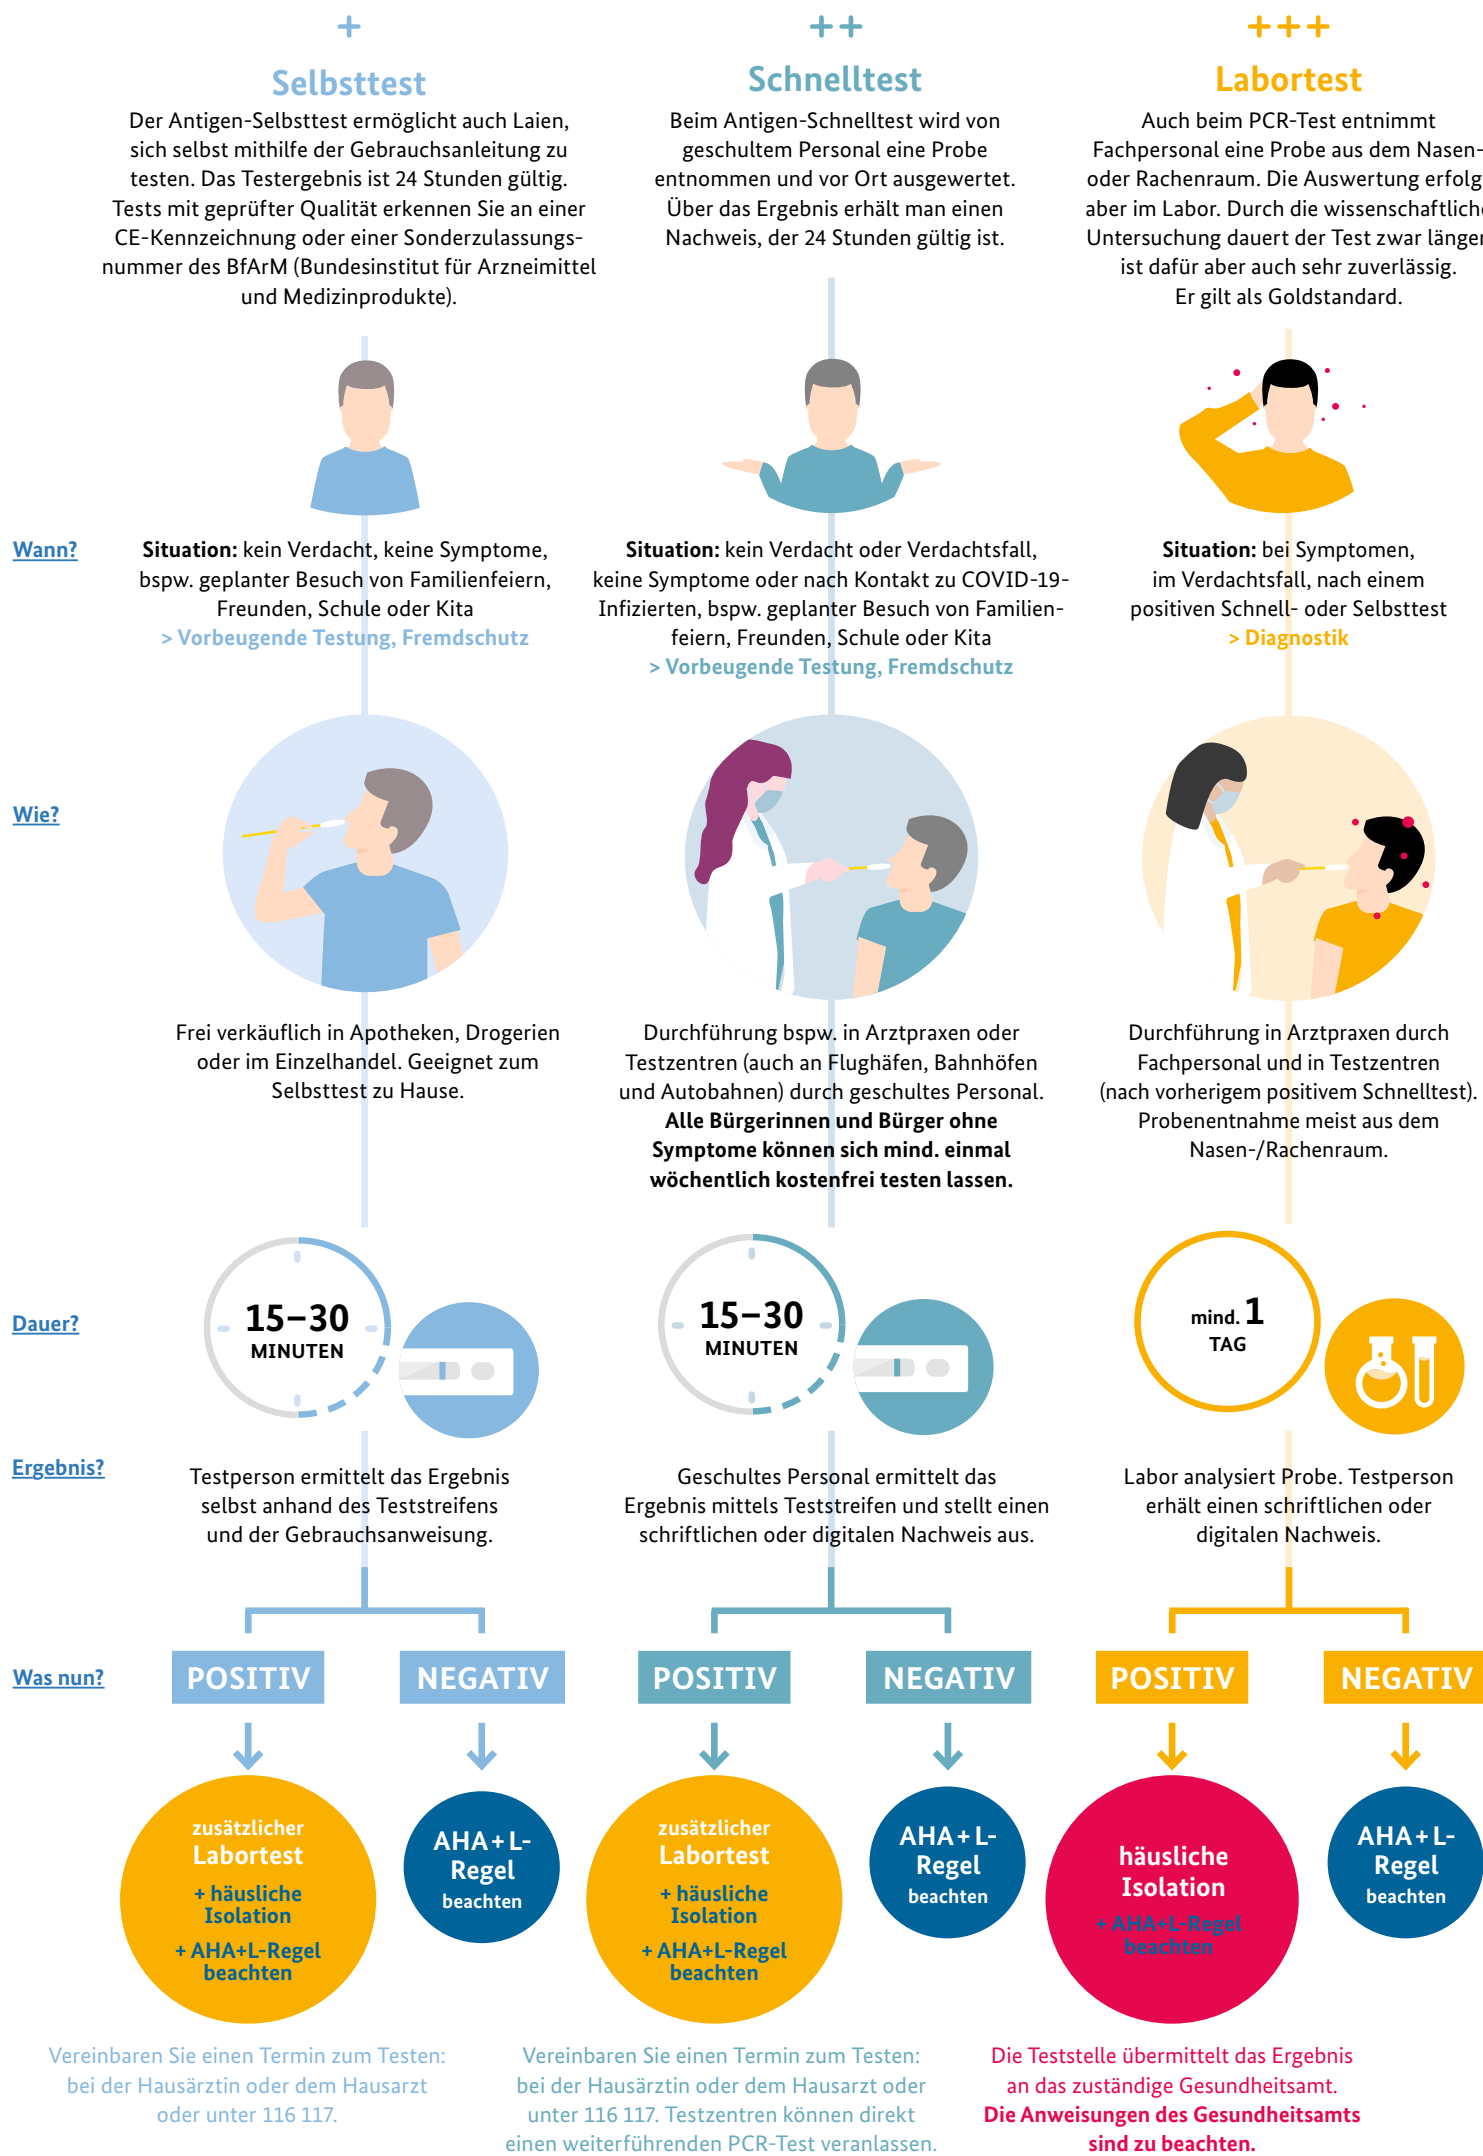 +
Selbsttest
Der Antigen-Selbsttest ermöglicht auch Laien,
sich selbst mithilfe der Gebrauchsanleitung zu
testen. Das Testergebnis ist 24 Stunden gültig.
Tests mit geprüfter Qualität erkennen Sie an einer
CE-Kennzeichnung oder einer Sonderzulassungs-
nummer des BfArM (Bundesinstitut für Arzneimittel
und Medizinprodukte).
++
Schnelltest
Beim Antigen-Schnelltest wird von
geschultem Personal eine Probe
entnommen und vor Ort ausgewertet.
Über das Ergebnis erhält man einen
Nachweis, der 24 Stunden gültig ist.
+++
Labortest
Auch beim PCR-Test entnimmt
Fachpersonal eine Probe aus dem Nasen-
oder Rachenraum. Die Auswertung erfolg
aber im Labor. Durch die wissenschaftliche
Untersuchung dauert der Test zwar länger
ist dafür aber auch sehr zuverlässig.
Er gilt als Goldstandard.
Wann?
Situation: kein Verdacht, keine Symptome,
bspw. geplanter Besuch von Familienfeiern,
Freunden, Schule oder Kita
> Vorbeugende Testung, Fremdschutz
Situation: kein Verdacht oder Verdachtsfall,
keine Symptome oder nach Kontakt zu COVID-19-
Infizierten, bspw. geplanter Besuch von Familien-
feiern, Freunden, Schule oder Kita
> Vorbeugende Testung, Fremdschutz
Situation: bei Symptomen,
im Verdachtsfall, nach einem
positiven Schnell- oder Selbsttest
> Diagnostik
Wie?
Frei verkäuflich in Apotheken, Drogerien
oder im Einzelhandel. Geeignet zum
Selbsttest zu Hause.
Durchführung bspw. in Arztpraxen oder
Testzentren (auch an Flughäfen, Bahnhöfen
und Autobahnen) durch geschultes Personal.
Alle Bürgerinnen und Bürger ohne
Symptome können sich mind. einmal
wöchentlich kostenfrei testen lassen.
Durchführung in Arztpraxen durch
Fachpersonal und in Testzentren
(nach vorherigem positivem Schnelltest).
Probenentnahme meist aus dem
Nasen-/Rachenraum.
Dauer?
15–30
MINUTEN
15–30
MINUTEN
mind. 1
TAG
Ergebnis?
Testperson ermittelt das Ergebnis
selbst anhand des Teststreifens
und der Gebrauchsanweisung.
Geschultes Personal ermittelt das
Ergebnis mittels Teststreifen und stellt einen
schriftlichen oder digitalen Nachweis aus.
Labor analysiert Probe. Testperson
erhält einen schriftlichen oder
digitalen Nachweis.
Was nun?
POSITIV
NEGATIV
POSITIV
NEGATIV
POSITIV
NEGATIV
zusätzlicher
Labortest
+ häusliche
Isolation
+ AHA+L-Regel
beachten
AHA+L-
Regel
beachten
zusätzlicher
Labortest
+ häusliche
Isolation
+ AHA+L-Regel
beachten
AHA+L-
Regel
beachten
häusliche
Isolation
+ AHA+L-Regel
beachten
AHA+L-
Regel
beachten
Vereinbaren Sie einen Termin zum Testen:
bei der Hausärztin oder dem Hausarzt
oder unter 116 117.
Vereinbaren Sie einen Termin zum Testen:
bei der Hausärztin oder dem Hausarzt oder
unter 116 117. Testzentren können direkt
einen weiterführenden PCR-Test veranlassen.
Die Teststelle übermittelt das Ergebnis
an das zuständige Gesundheitsamt.
Die Anweisungen des Gesundheitsamts
sind zu beachten.